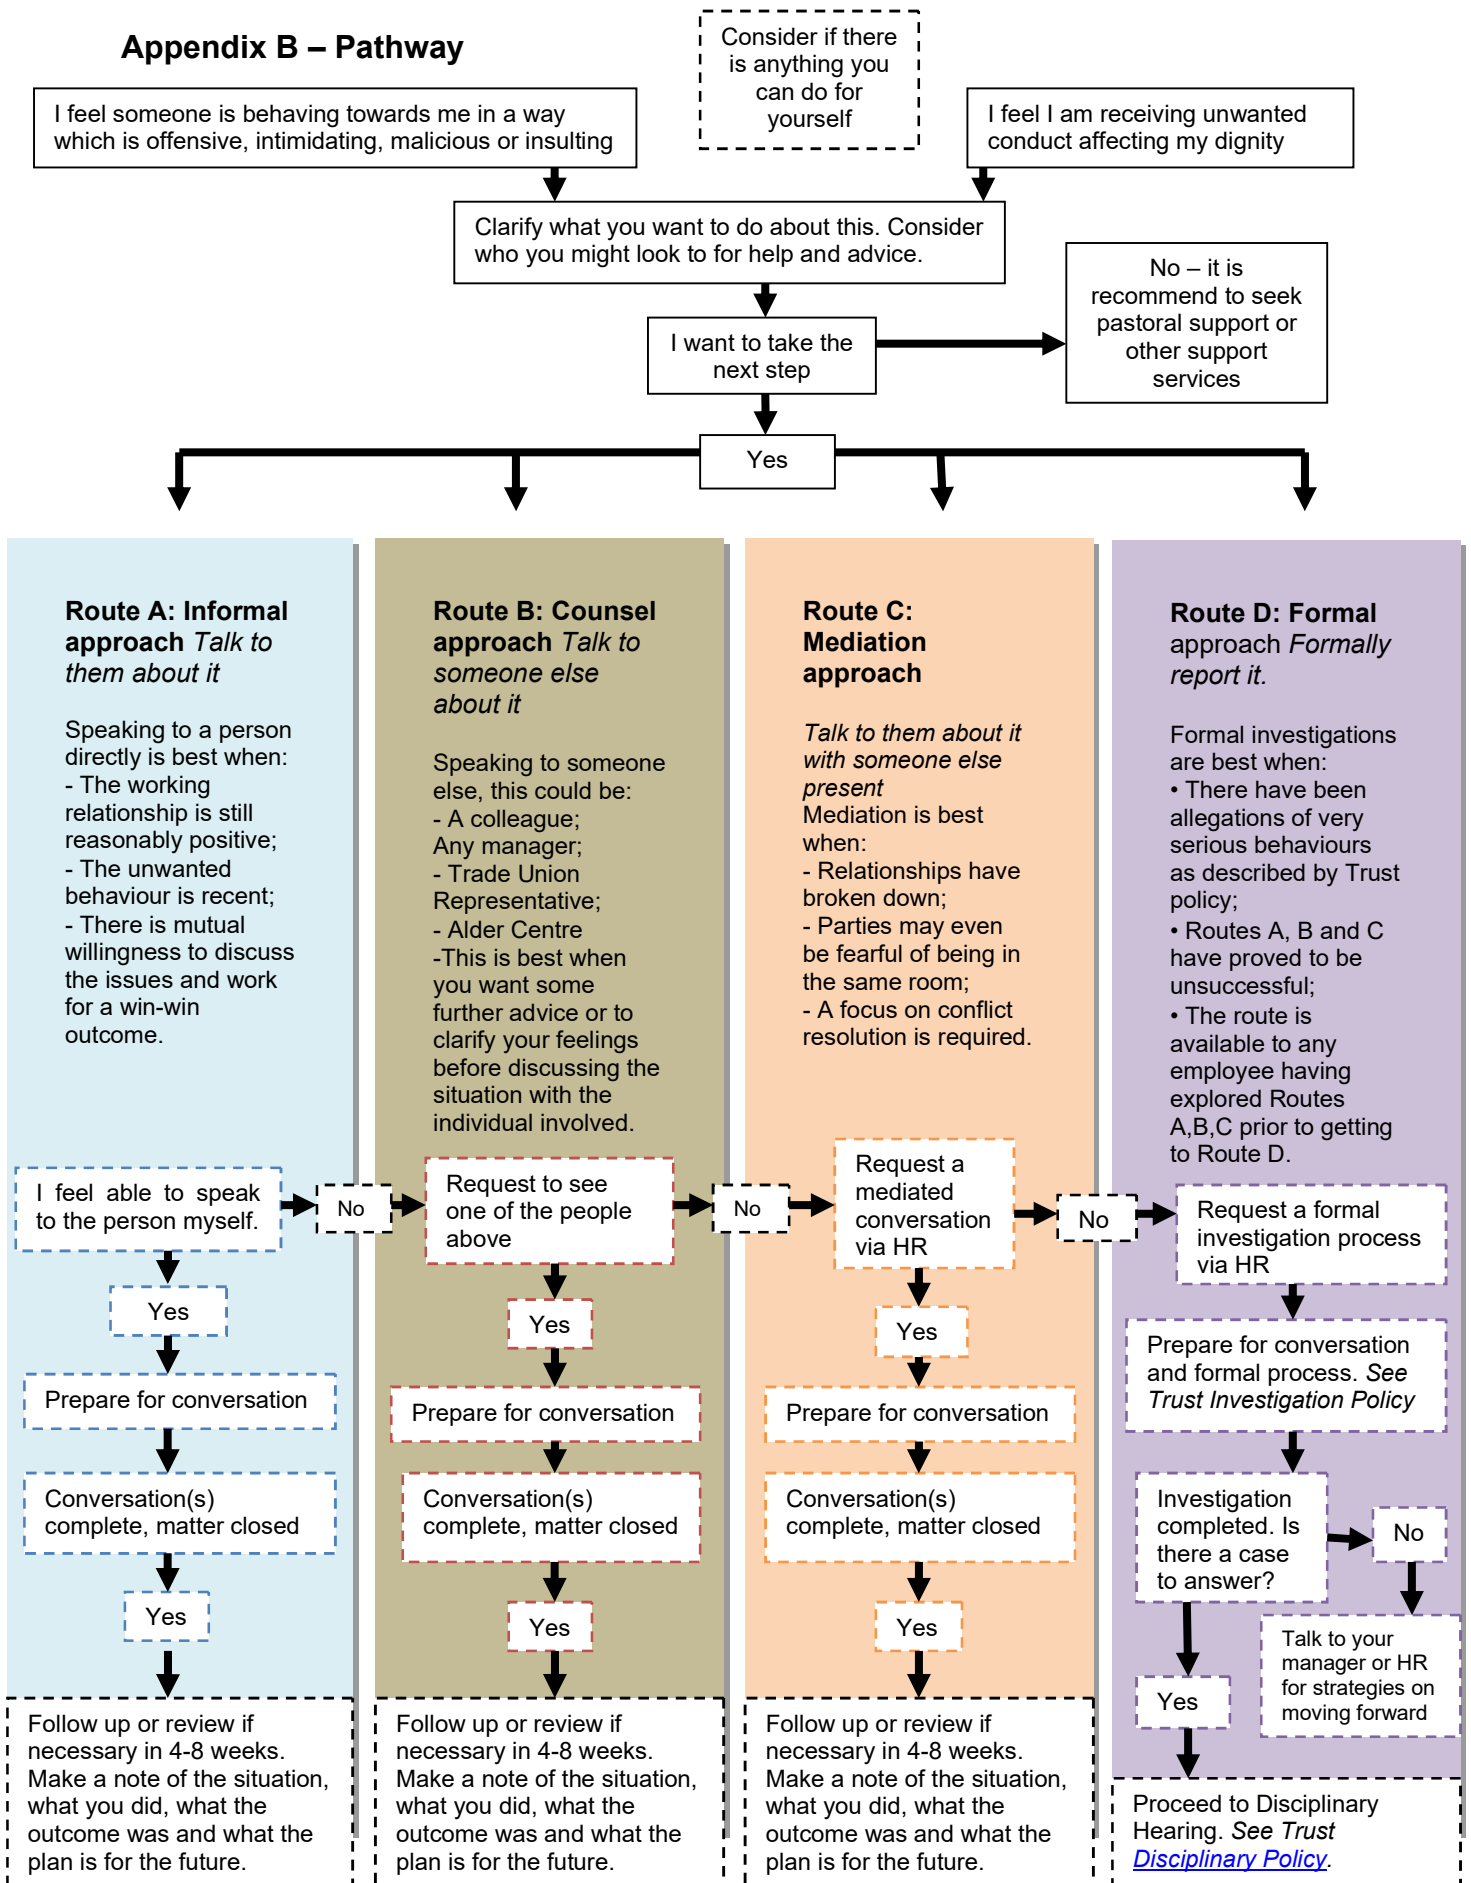 Appendix B – Pathway
Consider if there
is anything you
can do for
yourself
I feel someone is behaving towards me in a way
which is offensive, intimidating, malicious or insulting
I feel I am receiving unwanted
conduct affecting my dignity
Clarify what you want to do about this. Consider
who you might look to for help and advice.
No – it is
recommend to seek
pastoral support or
other support
services
I want to take the
next step
Yes
Route A: Informal
approach Talk to
them about it
Speaking to a person
directly is best when:
- The working
relationship is still
reasonably positive;
- The unwanted
behaviour is recent;
- There is mutual
willingness to discuss
the issues and work
for a win-win
outcome.
I feel able to speak
to the person myself.
No
Yes
Prepare for conversation
Conversation(s)
complete, matter closed
Yes
Follow up or review if
necessary in 4-8 weeks.
Make a note of the situation,
what you did, what the
outcome was and what the
plan is for the future.
Route B: Counsel
approach Talk to
someone else
about it
Speaking to someone
else, this could be:
- A colleague;
Any manager;
- Trade Union
Representative;
- Alder Centre
-This is best when
you want some
further advice or to
clarify your feelings
before discussing the
situation with the
individual involved.
Request to see
one of the people
above
No
Yes
Prepare for conversation
Conversation(s)
complete, matter closed
Yes
Follow up or review if
necessary in 4-8 weeks.
Make a note of the situation,
what you did, what the
outcome was and what the
plan is for the future.
Route C:
Mediation
approach
Talk to them about it
with someone else
present
Mediation is best
when:
- Relationships have
broken down;
- Parties may even
be fearful of being in
the same room;
- A focus on conflict
resolution is required.
Request a
mediated
conversation
via HR
No
Yes
Prepare for conversation
Conversation(s)
complete, matter closed
Yes
Follow up or review if
necessary in 4-8 weeks.
Make a note of the situation,
what you did, what the
outcome was and what the
plan is for the future.
Route D: Formal
approach Formally
report it.
Formal investigations
are best when:
• There have been
allegations of very
serious behaviours
as described by Trust
policy;
• Routes A, B and C
have proved to be
unsuccessful;
• The route is
available to any
employee having
explored Routes
A,B,C prior to getting
to Route D.
Request a formal
investigation process
via HR
Prepare for conversation
and formal process. See
Trust Investigation Policy
Investigation
completed. Is
there a case
to answer?
No
Talk to your
manager or HR
for strategies on
moving forward
Yes
Proceed to Disciplinary
Hearing. See Trust
Disciplinary Policy.